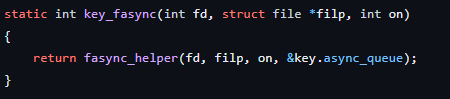 static int key_fasync(int fd, struct file *filp, int on)
{
    return fasync_helper(fd, filp, on, &key.async_queue);
}